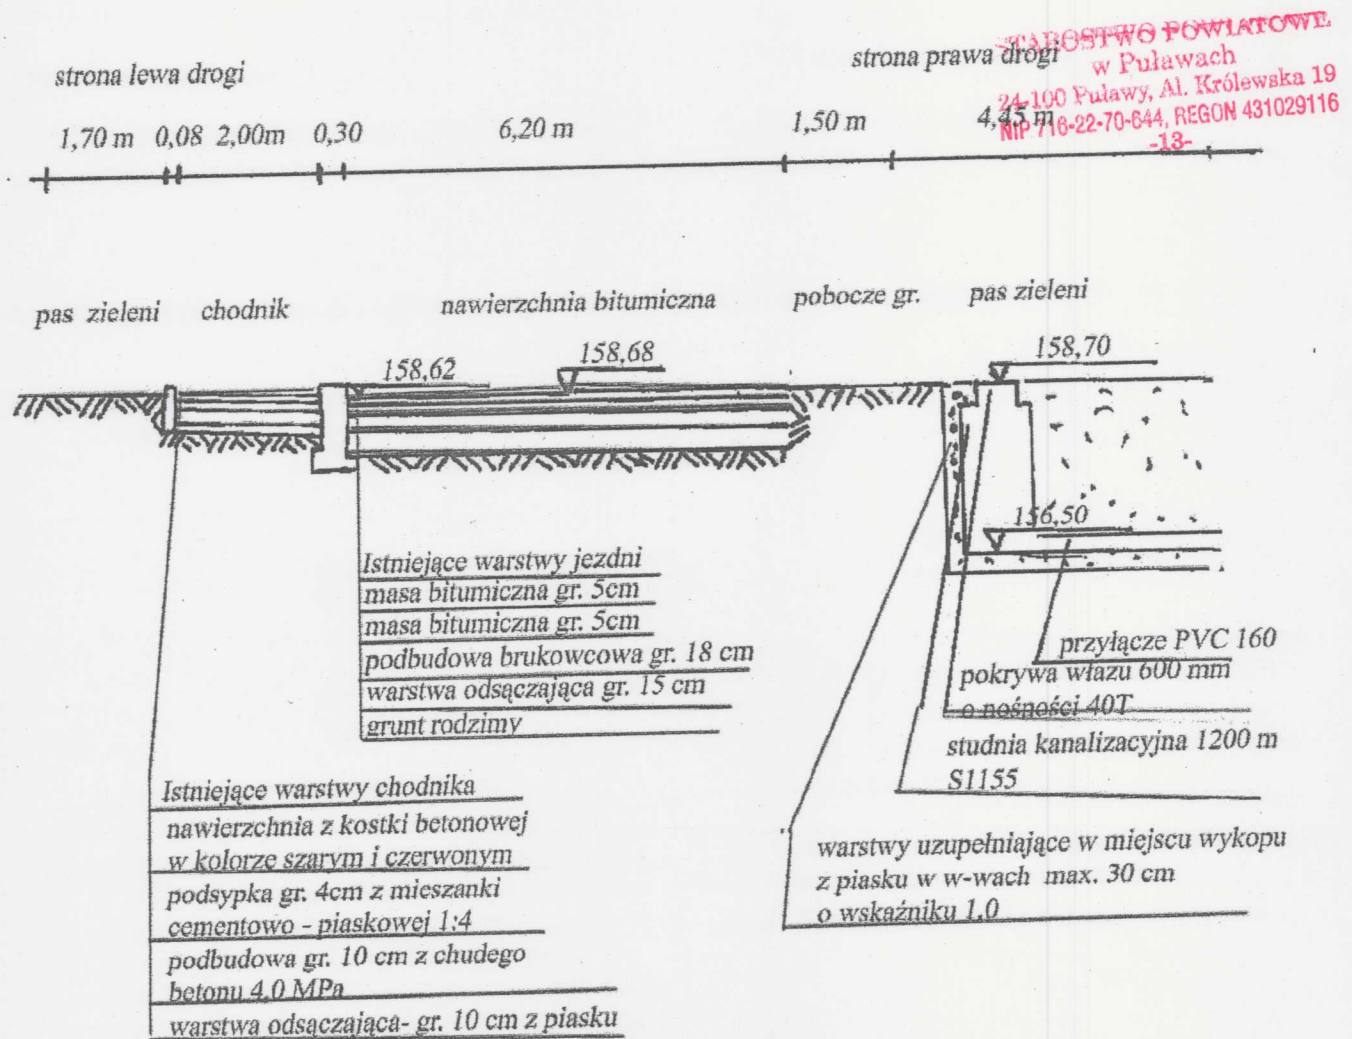 STAROSTWO POWIATOWE
w Puławach
24-100 Puławy, Al. Królewska 19
NIP 716-22-70-644, REGON 431029116
-13-
strona lewa drogi
strona prawa drogi
1,70 m 0,08 2,00m 0,30 6,20 m 1,50 m 4,45 m
pas zieleni chodnik nawierzchnia bitumiczna pobocze gr. pas zieleni
158,62 158,68 158,70
156,50
Istniejące warstwy jezdni
masa bitumiczna gr. 5cm
masa bitumiczna gr. 5cm
podbudowa brukowcowa gr. 18 cm
warstwa odsączająca gr. 15 cm
grunt rodzimy
przyłącze PVC 160
pokrywa włazu 600 mm
o nośności 40T
studnia kanalizacyjna 1200 m
S1155
warstwy uzupełniające w miejscu wykopu
z piasku w w-wach max. 30 cm
o wskaźniku 1,0
Istniejące warstwy chodnika
nawierzchnia z kostki betonowej
w kolorze szarym i czerwonym
podsypka gr. 4cm z mieszanki
cementowo - piaskowej 1:4
podbudowa gr. 10 cm z chudego
betonu 4,0 MPa
warstwa odsączająca- gr. 10 cm z piasku